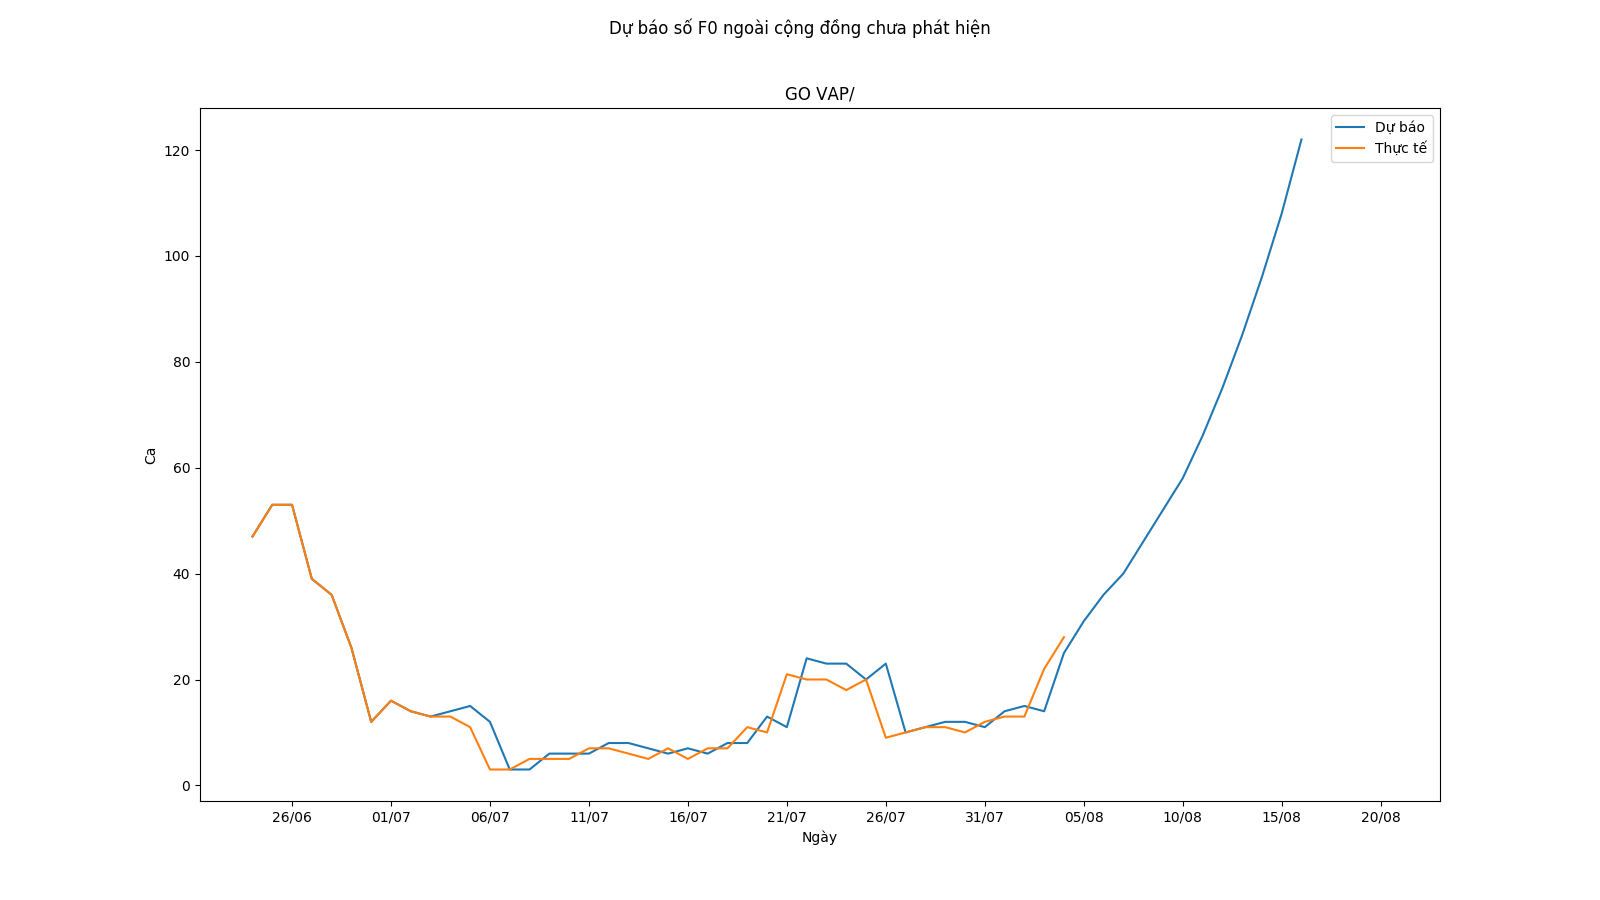 Dự báo số F0 ngoài cộng đồng chưa phát hiện
GO VAP/
Dự báo
Thực tế
120
100
80
60
40
20
0
Ca
26/06 01/07 06/07 11/07 16/07 21/07 26/07 31/07 05/08 10/08 15/08 20/08
Ngày